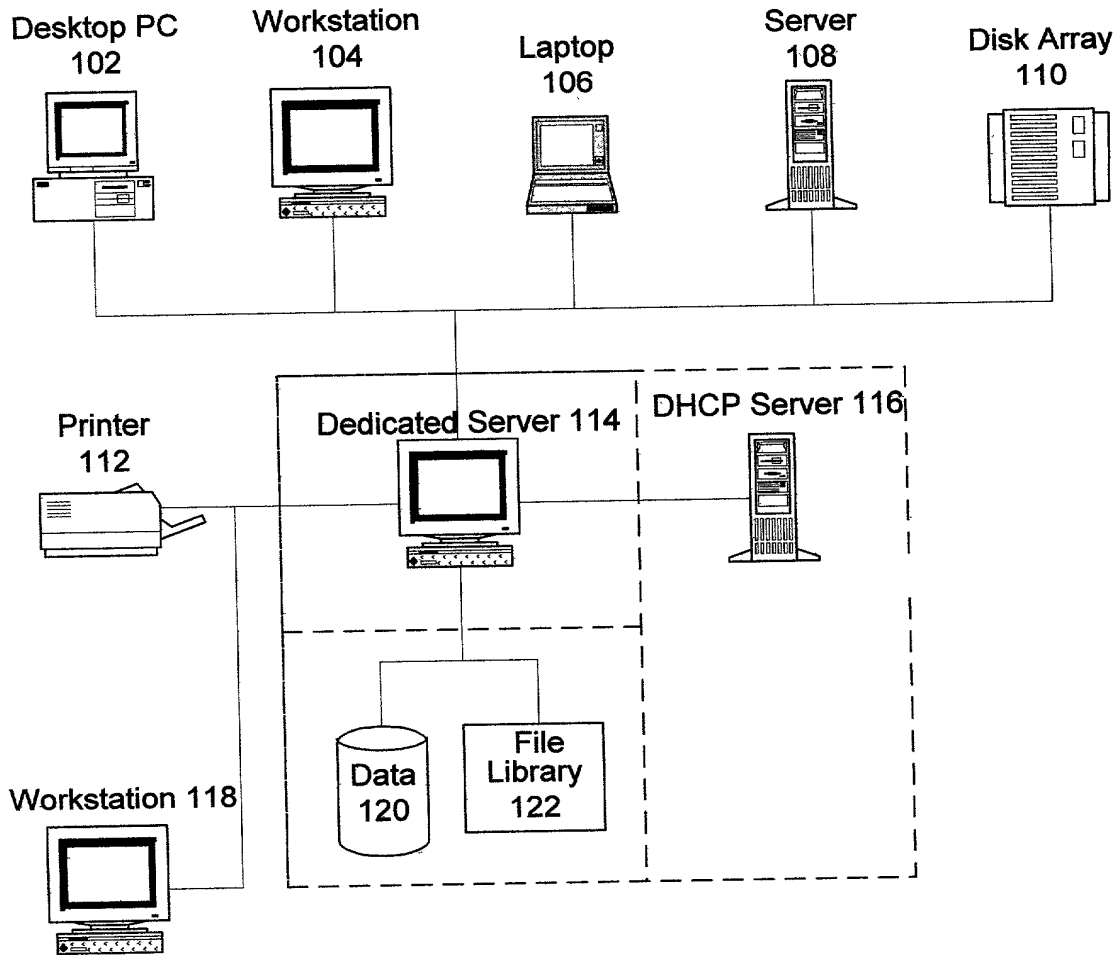 Desktop PC
102
Workstation
104
Laptop
106
Server
108
Disk Array
110
Printer
112
Dedicated Server 114
DHCP Server 116
Data
120
File
Library
122
Workstation 118